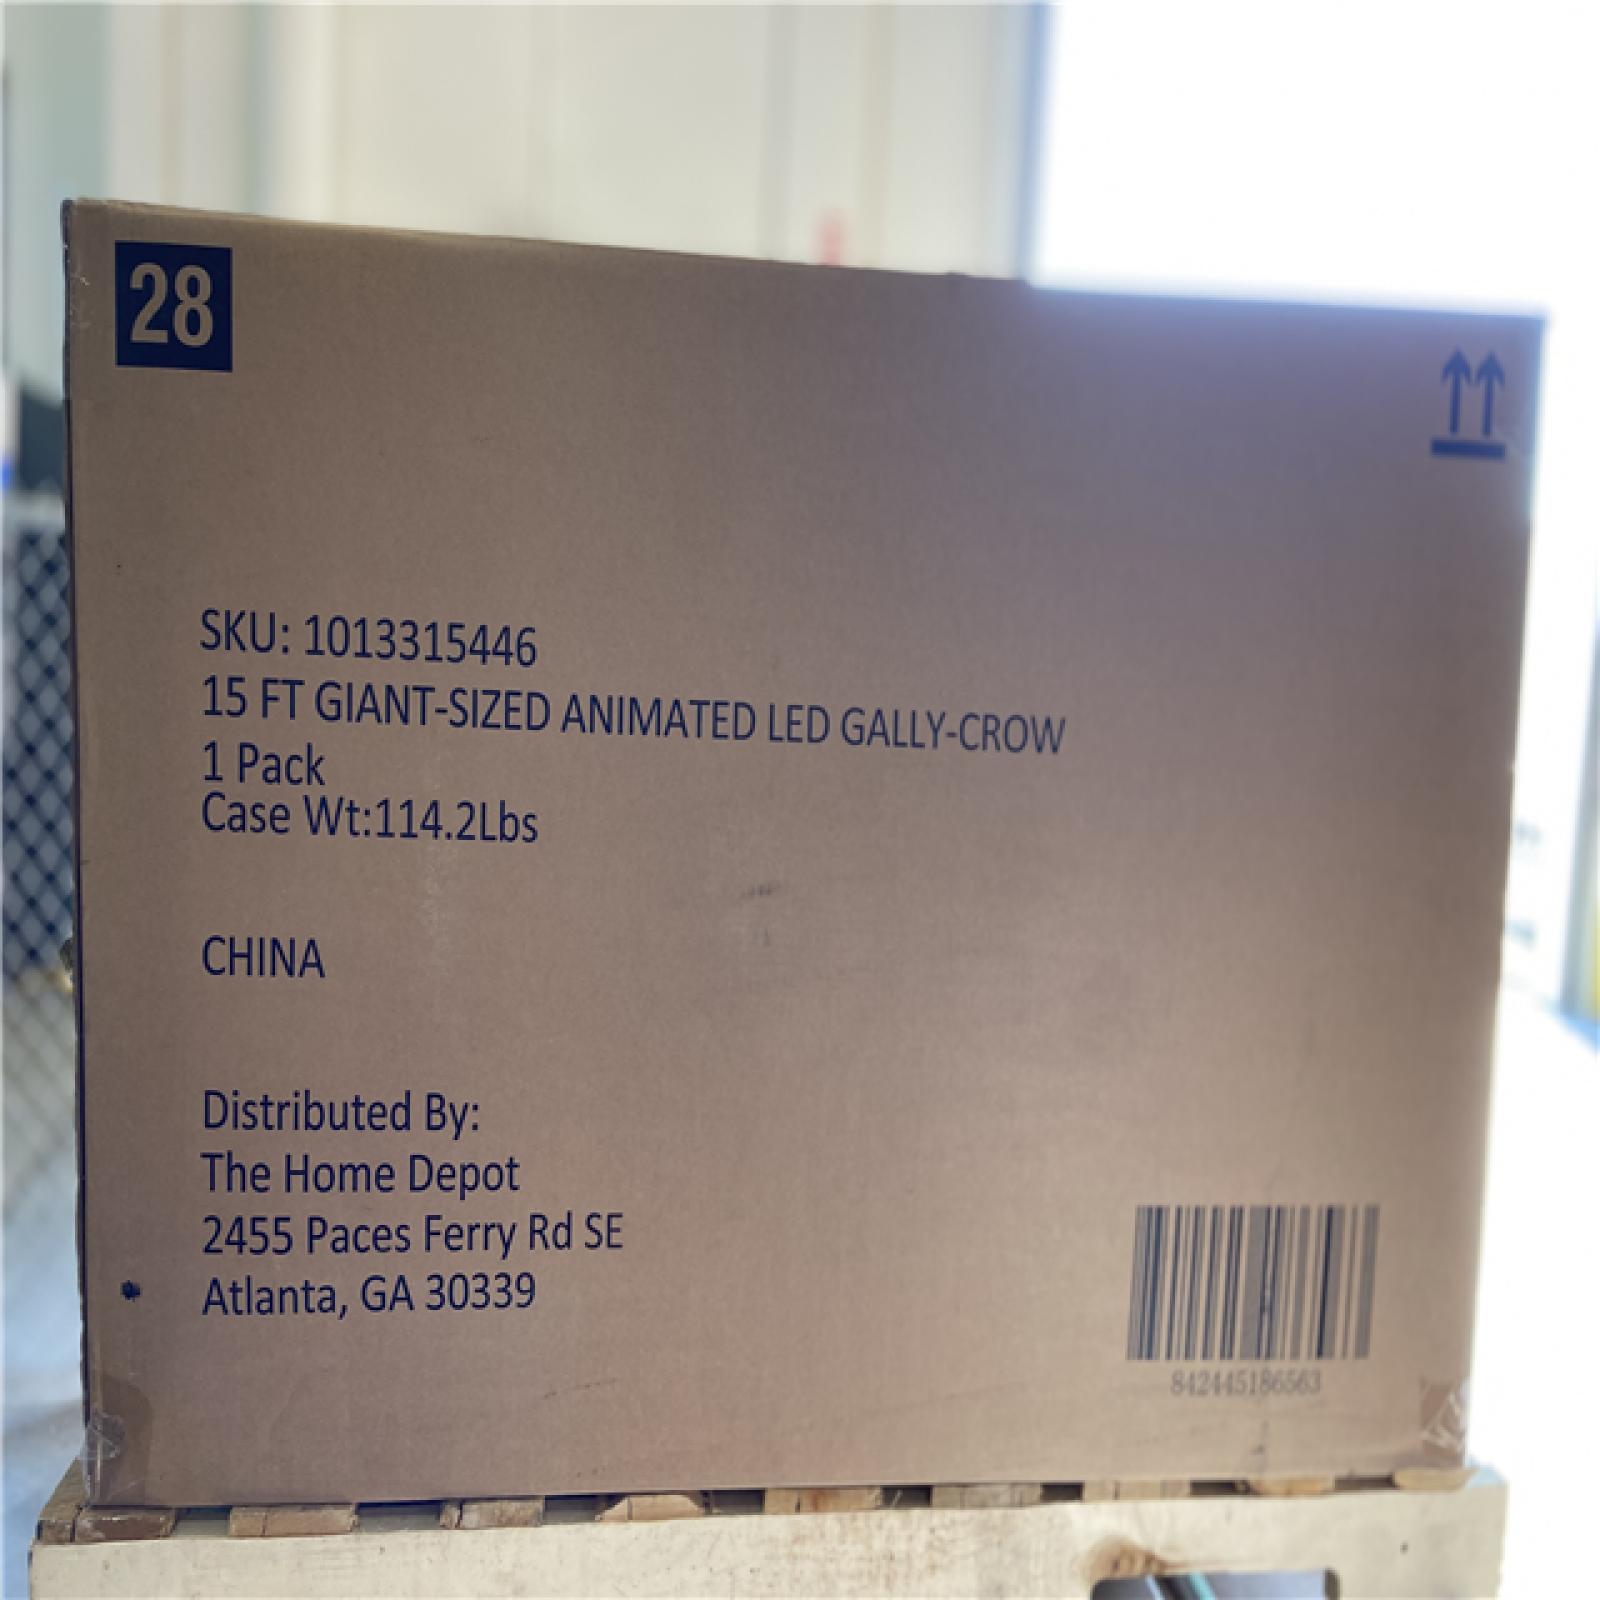 28
SKU: 1013315446
15 FT GIANT-SIZED ANIMATED LED GALLY-CROW
1 Pack
Case Wt:114.2Lbs
CHINA
Distributed By:
The Home Depot
2455 Paces Ferry Rd SE
Atlanta, GA 30339
842445186563